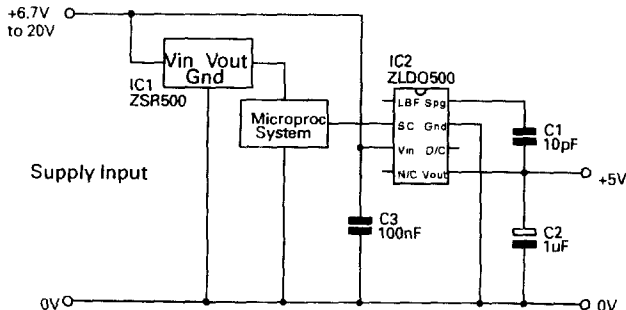 +6.7V
to 20V
Vin Vout
Gnd
IC1
ZSR500
Microproc
System
IC2
ZLDO500
LBF Spg
SC Gnd
Vin D/C
N/C Vout
C1
10pF
+5V
Supply Input
C3
100nF
C2
1uF
0V
0V